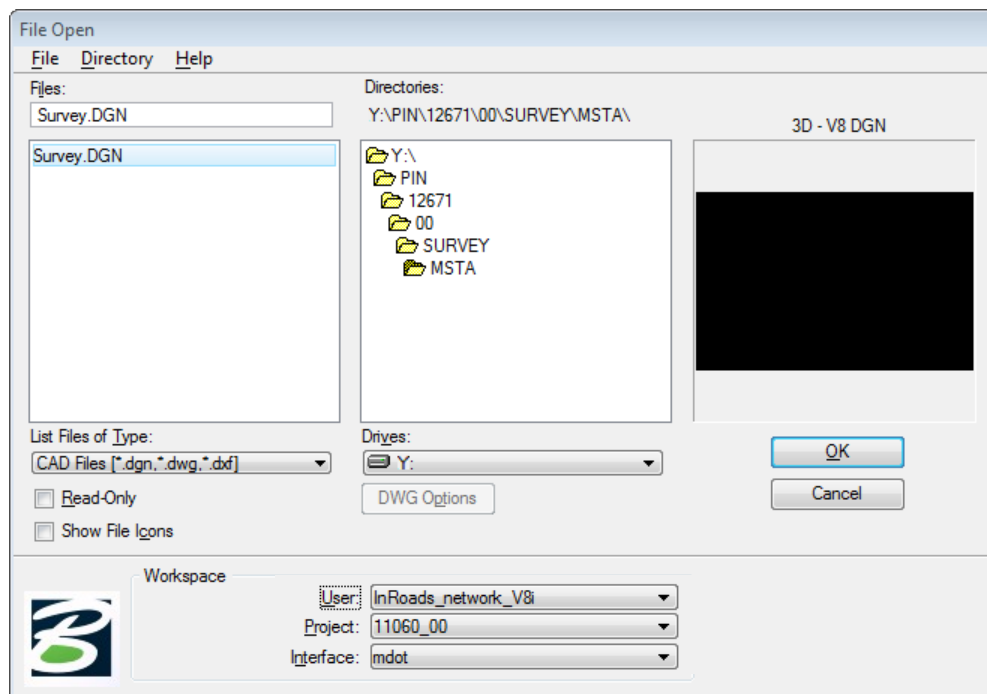 File Open
File Directory Help
Files:
Survey.DGN
Survey.DGN
List Files of Type:
CAD Files [*.dgn,*.dwg,*.dxf]
Read-Only
Show File Icons
Directories:
Y:\PIN\12671\00\SURVEY\MSTA\
Y:\
PIN
12671
00
SURVEY
MSTA
Drives:
Y:
DWG Options
3D - V8 DGN
OK
Cancel
Workspace
User: InRoads_network_V8i
Project: 11060_00
Interface: mdot